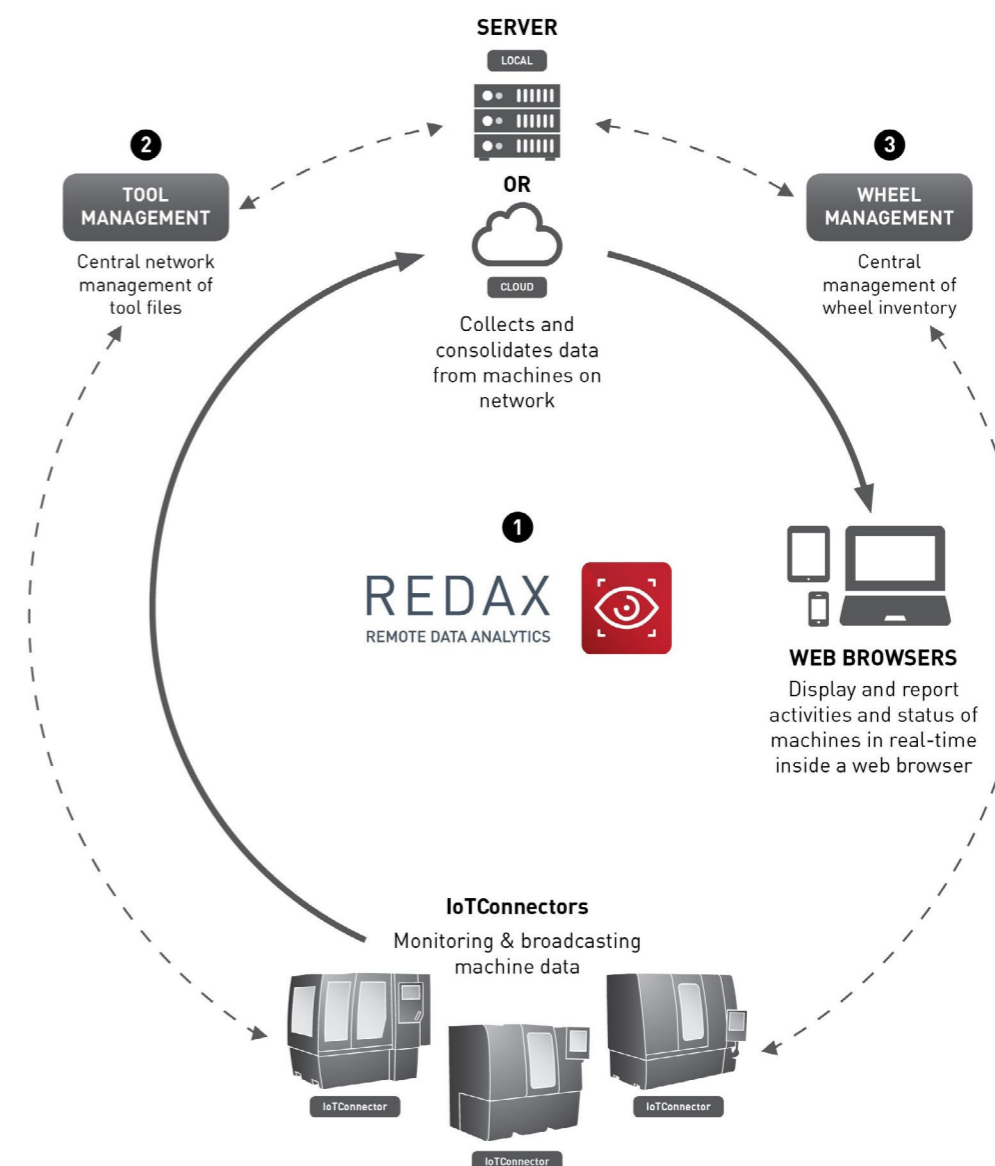 SERVER
LOCAL
OR
CLOUD
Collects and
consolidates data
from machines on
network
2
TOOL
MANAGEMENT
Central network
management of
tool files
3
WHEEL
MANAGEMENT
Central
management of
wheel inventory
1
REDAX
REMOTE DATA ANALYTICS
WEB BROWSERS
Display and report
activities and status of
machines in real-time
inside a web browser
IoTConnectors
Monitoring & broadcasting
machine data
IoTConnector
IoTConnector
IoTConnector